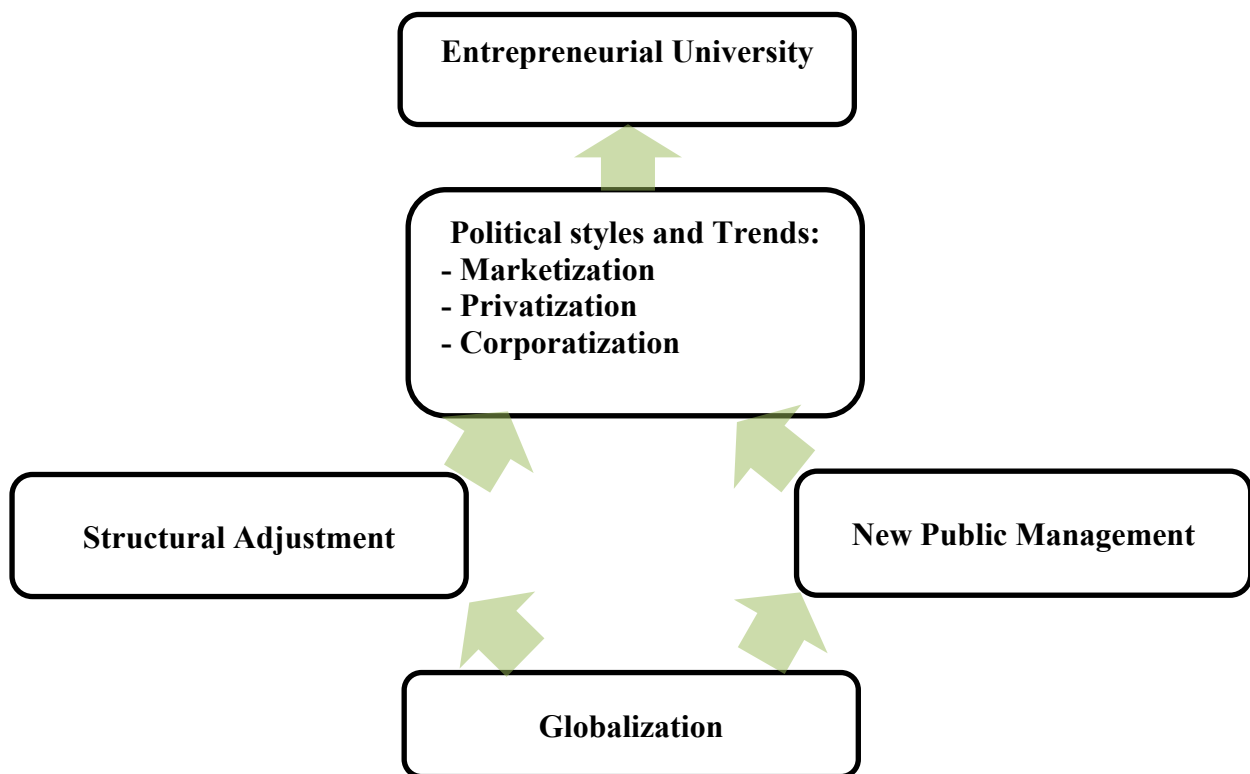 Entrepreneurial University
Political styles and Trends:
- Marketization
- Privatization
- Corporatization
Structural Adjustment
New Public Management
Globalization